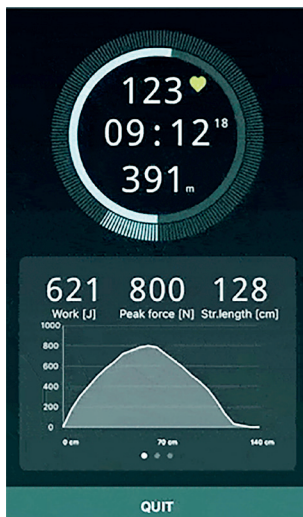 123
09:12 18
391 m
621 800 128
Work [J] Peak force [N] Str.length [cm]
1000
800
600
400
200
0
0 cm 70 cm 140 cm
QUIT